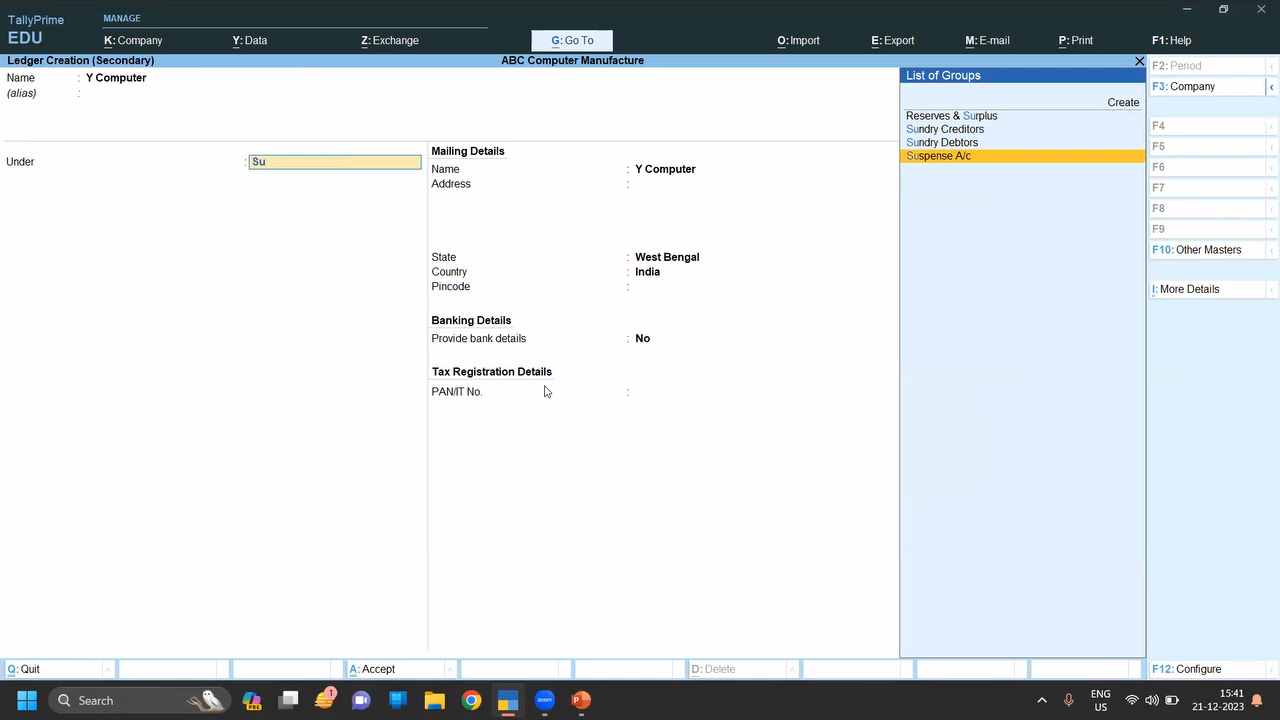 TallyPrime
EDU
MANAGE
K: Company
Y: Data
Z: Exchange
G: Go To
O: Import
E: Export
M: E-mail
P: Print
F1: Help
Ledger Creation (Secondary)
ABC Computer Manufacture
Name : Y Computer
(alias) :
Under : Su
Mailing Details
Name : Y Computer
Address :
State : West Bengal
Country : India
Pincode :
Banking Details
Provide bank details : No
Tax Registration Details
PAN/IT No. :
List of Groups
Create
Reserves & Surplus
Sundry Creditors
Sundry Debtors
Suspense A/c
F2: Period
F3: Company
F4
F5
F6
F7
F8
F9
F10: Other Masters
I: More Details
Q: Quit
A: Accept
D: Delete
F12: Configure
Search
PRE
1
zoom
ENG
US
15:41
21-12-2023